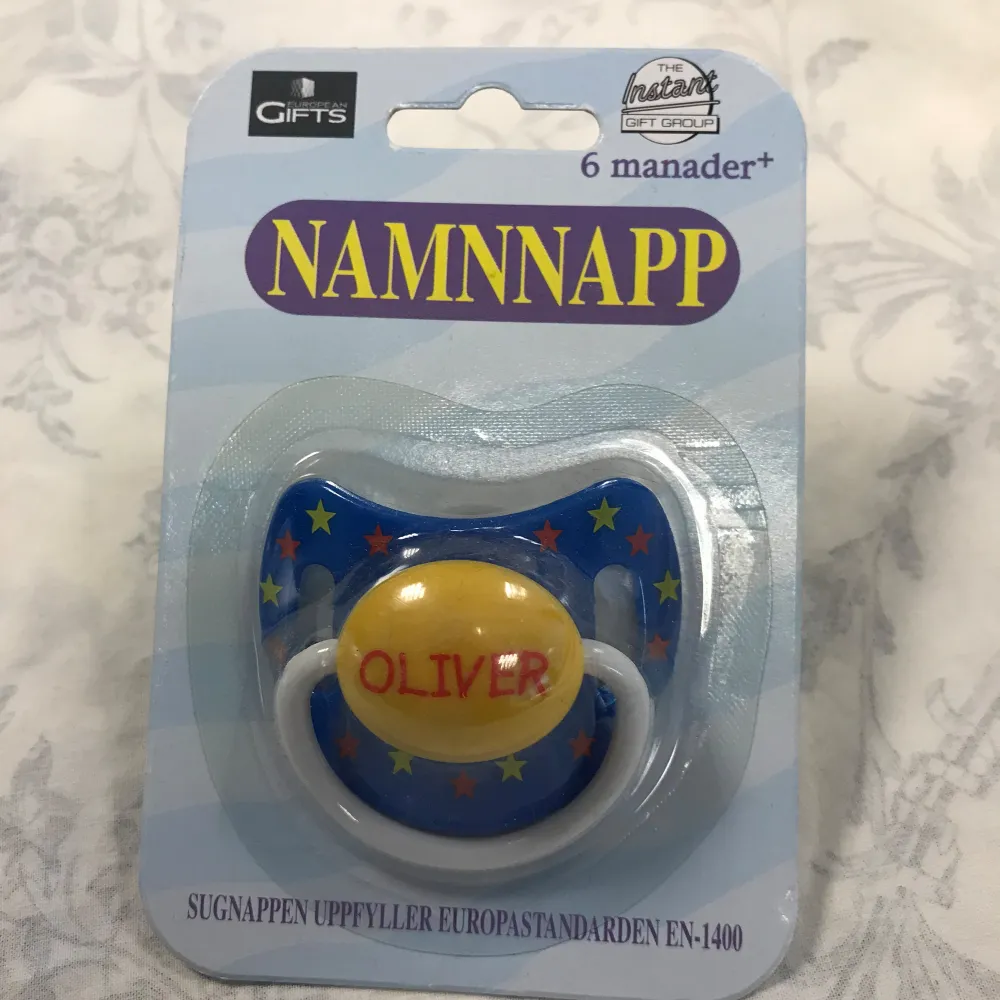 EUROPEAN
GIFTS
THE
Instant
GIFT GROUP
6 manader+
NAMNNAPP
OLIVER
SUGNAPPEN UPPFYLLER EUROPASTANDARDEN EN-1400